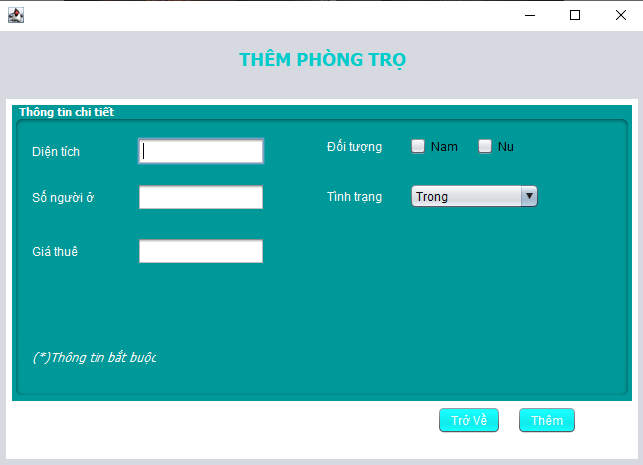 THÊM PHÒNG TRỌ
Thông tin chi tiết
Diện tích
Đối tượng
Nam
Nu
Số người ở
Tình trạng
Trong
Giá thuê
(*)Thông tin bắt buộc
Trở Về
Thêm